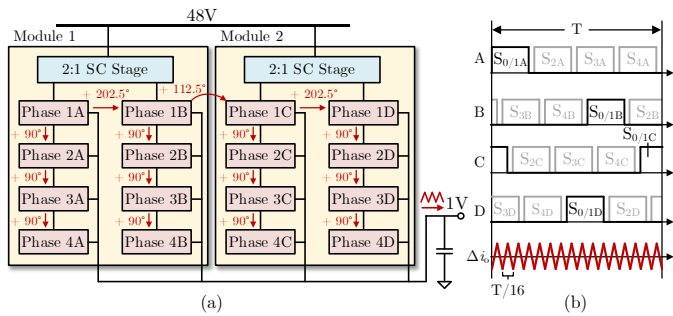 48V
Module 1
Module 2
2:1 SC Stage
2:1 SC Stage
+ 202.5°
+ 112.5°
+ 202.5°
Phase 1A
Phase 1B
Phase 1C
Phase 1D
+ 90°
+ 90°
+ 90°
+ 90°
Phase 2A
Phase 2B
Phase 2C
Phase 2D
+ 90°
+ 90°
+ 90°
+ 90°
Phase 3A
Phase 3B
Phase 3C
Phase 3D
+ 90°
+ 90°
+ 90°
+ 90°
Phase 4A
Phase 4B
Phase 4C
Phase 4D
1V
(a)
T
A
S0/1A
S2A
S3A
S4A
B
S3B
S4B
S0/1B
S2B
S0/1C
C
S2C
S3C
S4C
D
S3D
S4D
S0/1D
S2D
Δio
T/16
(b)